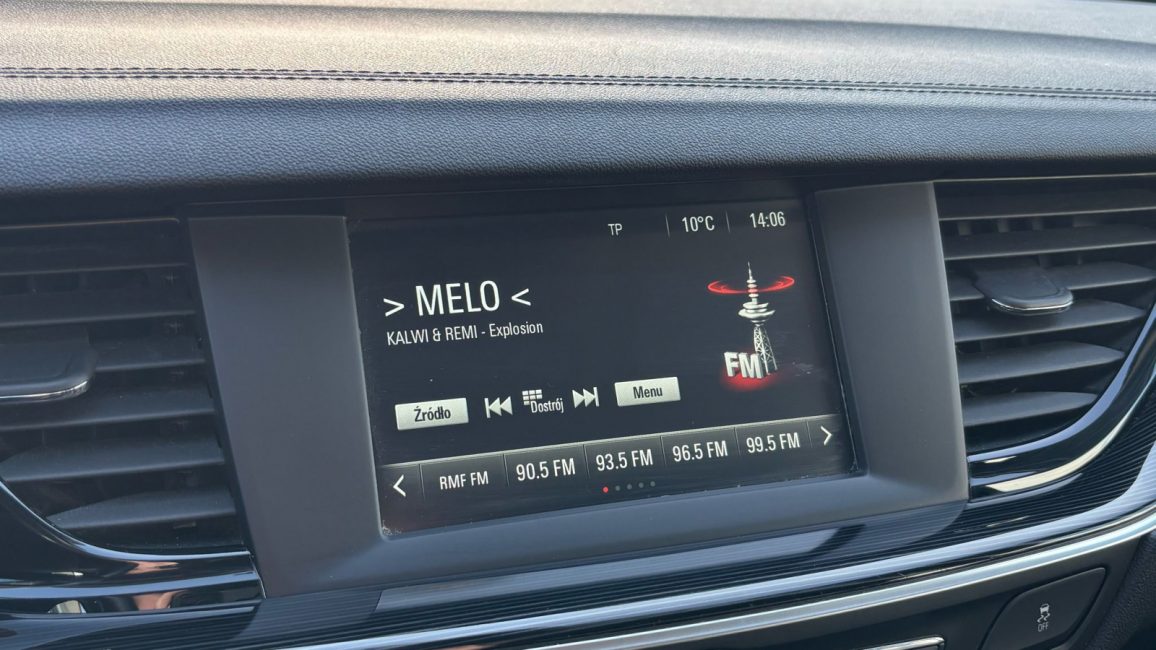 TP 10°C 14:06
> MELO <
KALWI & REMI - Explosion
FM
Źródło Dostrój Menu
RMF FM 90.5 FM 93.5 FM 96.5 FM 99.5 FM
OFF